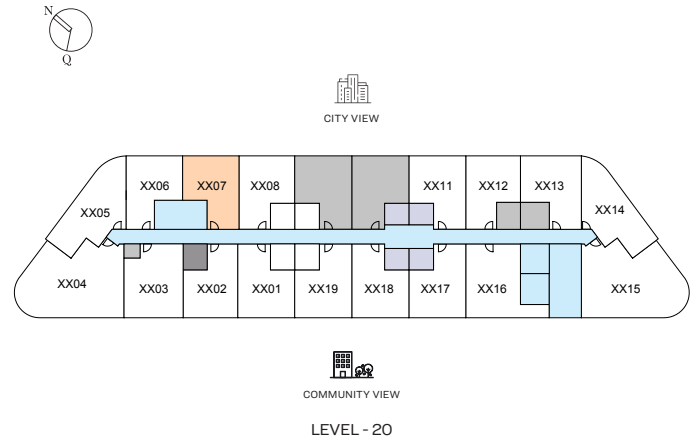 N
Q
CITY VIEW
XX06 XX07 XX08 XX11 XX12 XX13
XX05 XX14
XX04 XX03 XX02 XX01 XX19 XX18 XX17 XX16 XX15
COMMUNITY VIEW
LEVEL - 20